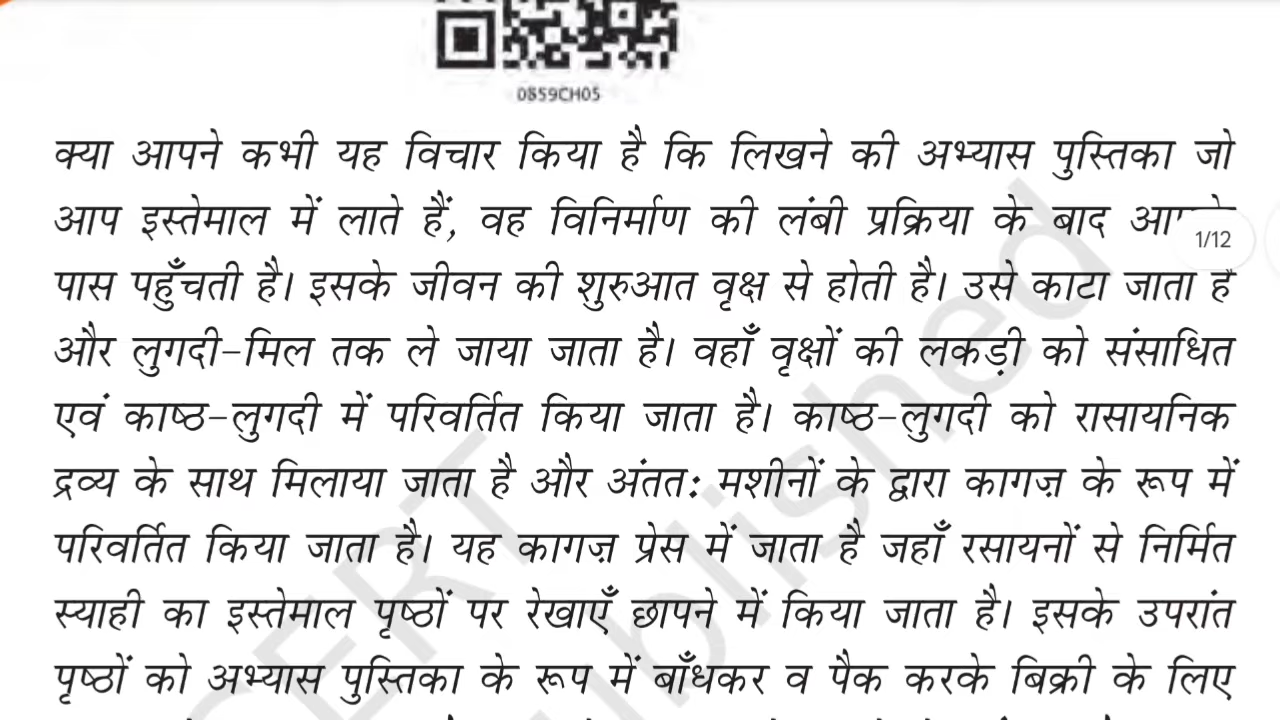 0859CH05
क्या आपने कभी यह विचार किया है कि लिखने की अभ्यास पुस्तिका जो
आप इस्तेमाल में लाते हैं, वह विनिर्माण की लंबी प्रक्रिया के बाद
1/12
पास पहुँचती है। इसके जीवन की शुरुआत वृक्ष से होती है। उसे काटा जाता है
और लुगदी-मिल तक ले जाया जाता है। वहाँ वृक्षों की लकड़ी को संसाधित
एवं काष्ठ-लुगदी में परिवर्तित किया जाता है। काष्ठ-लुगदी को रासायनिक
द्रव्य के साथ मिलाया जाता है और अंतत: मशीनों के द्वारा कागज़ के रूप में
परिवर्तित किया जाता है। यह कागज़ प्रेस में जाता है जहाँ रसायनों से निर्मित
स्याही का इस्तेमाल पृष्ठों पर रेखाएँ छापने में किया जाता है। इसके उपरांत
पृष्ठों को अभ्यास पुस्तिका के रूप में बाँधकर व पैक करके बिक्री के लिए